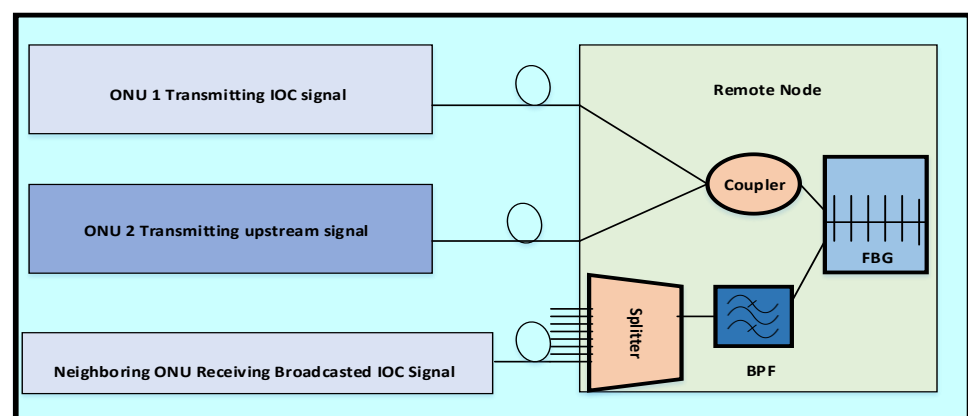 ONU 1 Transmitting IOC signal
Remote Node
Coupler
ONU 2 Transmitting upstream signal
FBG
Splitter
BPF
Neighboring ONU Receiving Broadcasted IOC Signal